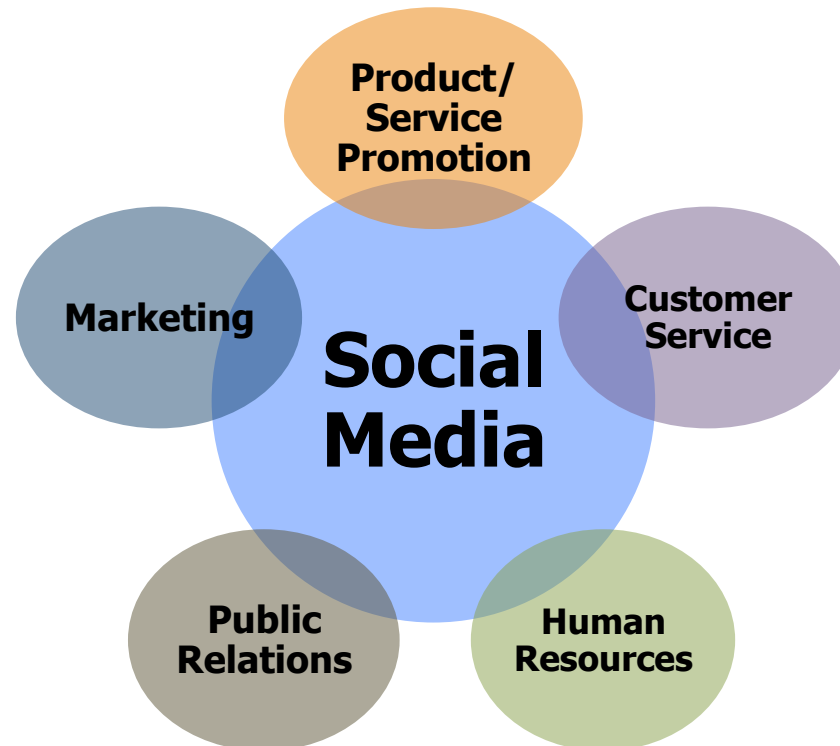 Product/
Service
Promotion
Marketing
Customer
Service
Social
Media
Public
Relations
Human
Resources